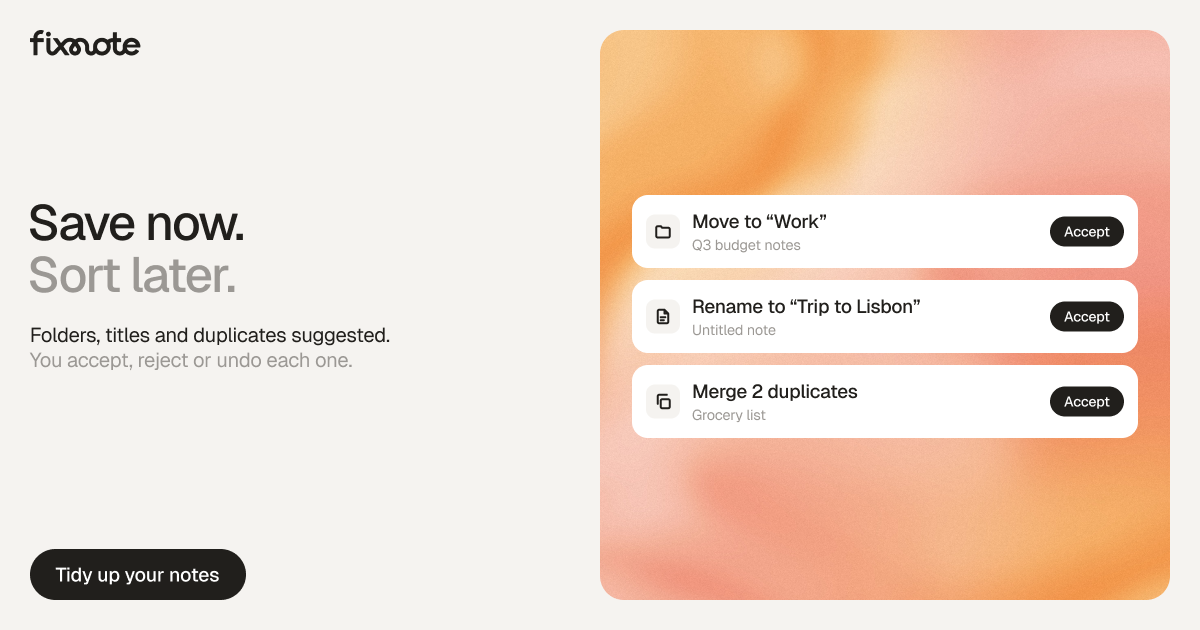 fixnote
Save now.
Sort later.
Folders, titles and duplicates suggested.
You accept, reject or undo each one.
Tidy up your notes
Move to “Work”
Q3 budget notes
Accept
Rename to “Trip to Lisbon”
Untitled note
Accept
Merge 2 duplicates
Grocery list
Accept